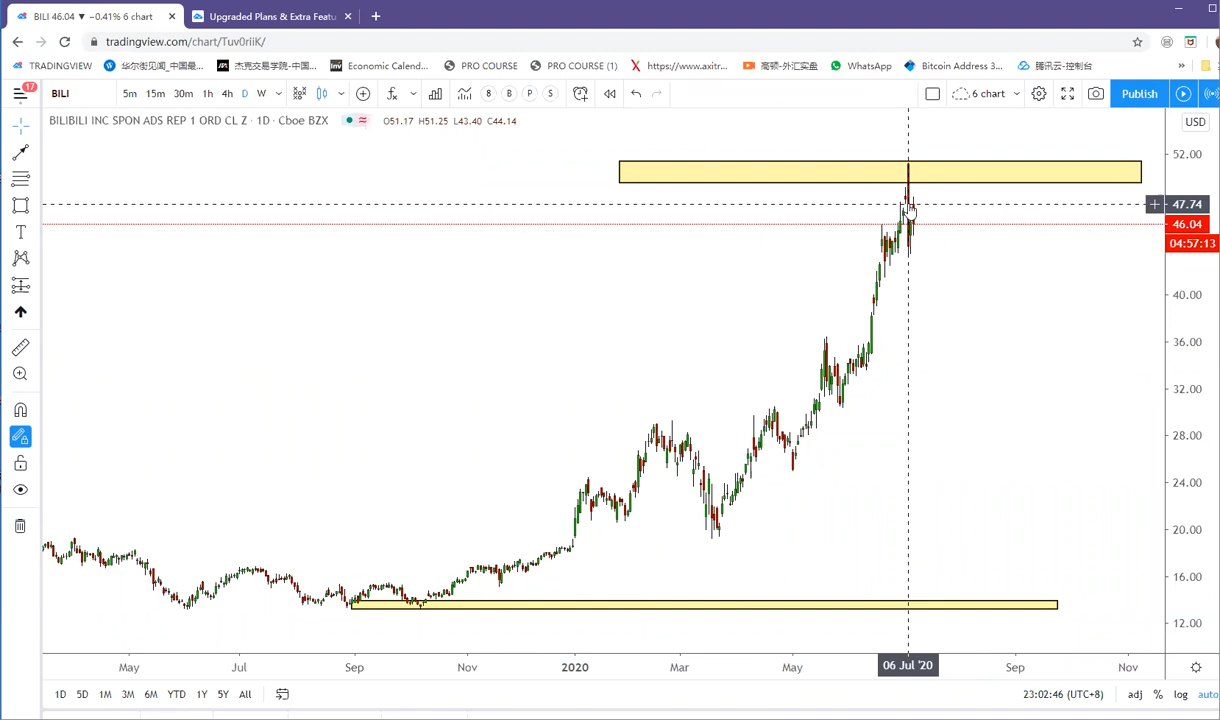 BILI 46.04 ▼ −0.41% 6 chart
Upgraded Plans & Extra Featu
tradingview.com/chart/Tuv0riiK/
TRADINGVIEW
华尔街见闻_中国最...
杰克交易学院-中国...
Economic Calend...
PRO COURSE
PRO COURSE (1)
https://www.axitr...
高顿-外汇实盘
WhatsApp
Bitcoin Address 3...
腾讯云-控制台
»
17
BILI
5m 15m 30m 1h 4h D W
8 B P S
6 chart
Publish
BILIBILI INC SPON ADS REP 1 ORD CL Z · 1D · Cboe BZX
O51.17 H51.25 L43.40 C44.14
USD
52.00
47.74
46.04
04:57:13
40.00
36.00
32.00
28.00
24.00
20.00
16.00
12.00
May Jul Sep Nov 2020 Mar May 06 Jul '20 Sep Nov
1D 5D 1M 3M 6M YTD 1Y 5Y All
23:02:46 (UTC+8)
adj % log auto